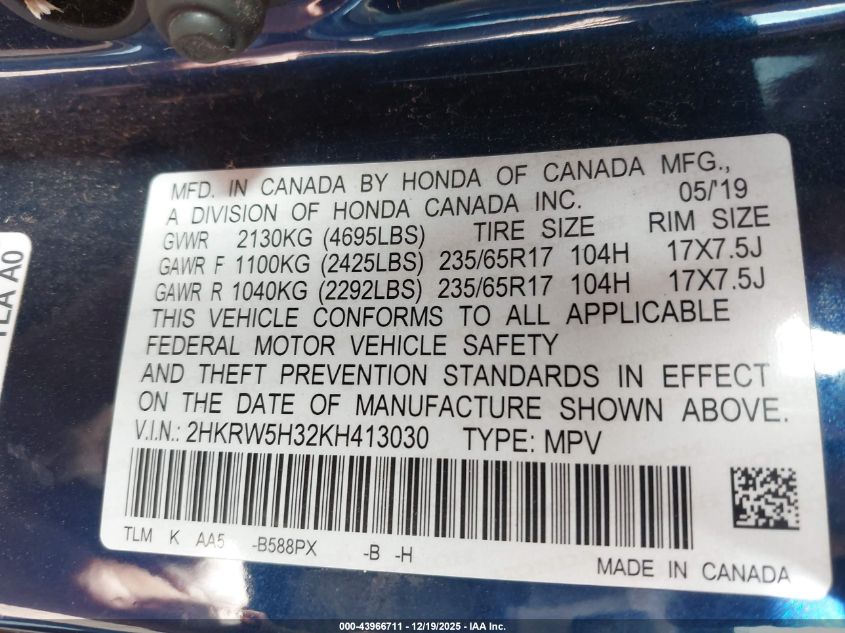 MFD. IN CANADA BY HONDA OF CANADA MFG.,
A DIVISION OF HONDA CANADA INC. 05/'19
GVWR 2130KG (4695LBS) TIRE SIZE RIM SIZE
GAWR F 1100KG (2425LBS) 235/65R17 104H 17X7.5J
GAWR R 1040KG (2292LBS) 235/65R17 104H 17X7.5J
THIS VEHICLE CONFORMS TO ALL APPLICABLE
FEDERAL MOTOR VEHICLE SAFETY
AND THEFT PREVENTION STANDARDS IN EFFECT
ON THE DATE OF MANUFACTURE SHOWN ABOVE.
V.I.N.: 2HKRW5H32KH413030 TYPE: MPV
TLM K AA5 -B588PX -B -H
MADE IN CANADA
TLA A0
000-43966711 - 12/19/2025 - IAA Inc.